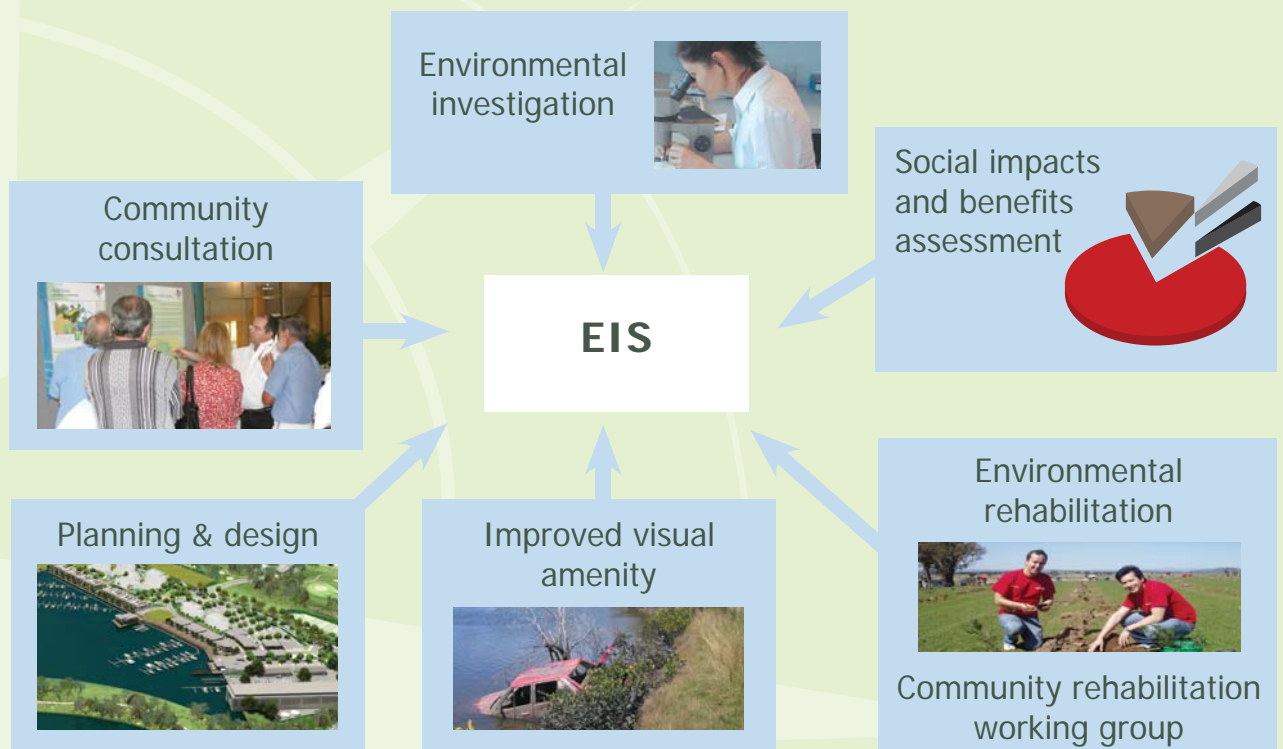 Environmental
investigation
Social impacts
and benefits
assessment
Community
consultation
EIS
Planning & design
Improved visual
amenity
Environmental
rehabilitation
Community rehabilitation
working group